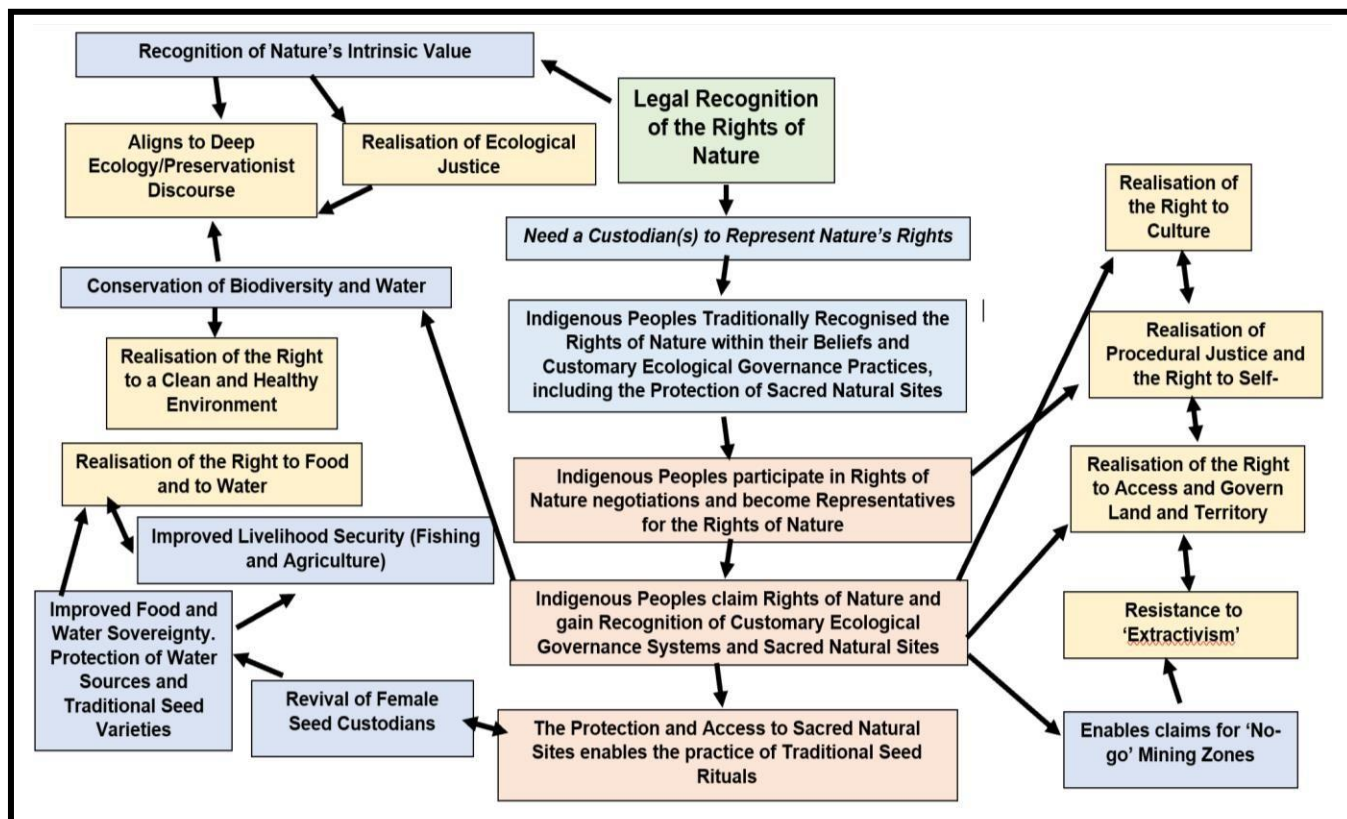 Recognition of Nature's Intrinsic Value
Legal Recognition
of the Rights of
Nature
Aligns to Deep
Ecology/Preservationist
Discourse
Realisation of Ecological
Justice
Realisation of
the Right to
Culture
Need a Custodian(s) to Represent Nature's Rights
Conservation of Biodiversity and Water
Indigenous Peoples Traditionally Recognised the
Rights of Nature within their Beliefs and
Customary Ecological Governance Practices,
including the Protection of Sacred Natural Sites
Realisation of
Procedural Justice and
the Right to Self-
Realisation of the Right
to a Clean and Healthy
Environment
Realisation of the Right to Food
and to Water
Indigenous Peoples participate in Rights of
Nature negotiations and become Representatives
for the Rights of Nature
Realisation of the Right
to Access and Govern
Land and Territory
Improved Livelihood Security (Fishing
and Agriculture)
Improved Food and
Water Sovereignty.
Protection of Water
Sources and
Traditional Seed
Varieties
Indigenous Peoples claim Rights of Nature and
gain Recognition of Customary Ecological
Governance Systems and Sacred Natural Sites
Resistance to
'Extractivism'
Revival of Female
Seed Custodians
The Protection and Access to Sacred Natural
Sites enables the practice of Traditional Seed
Rituals
Enables claims for 'No-
go' Mining Zones